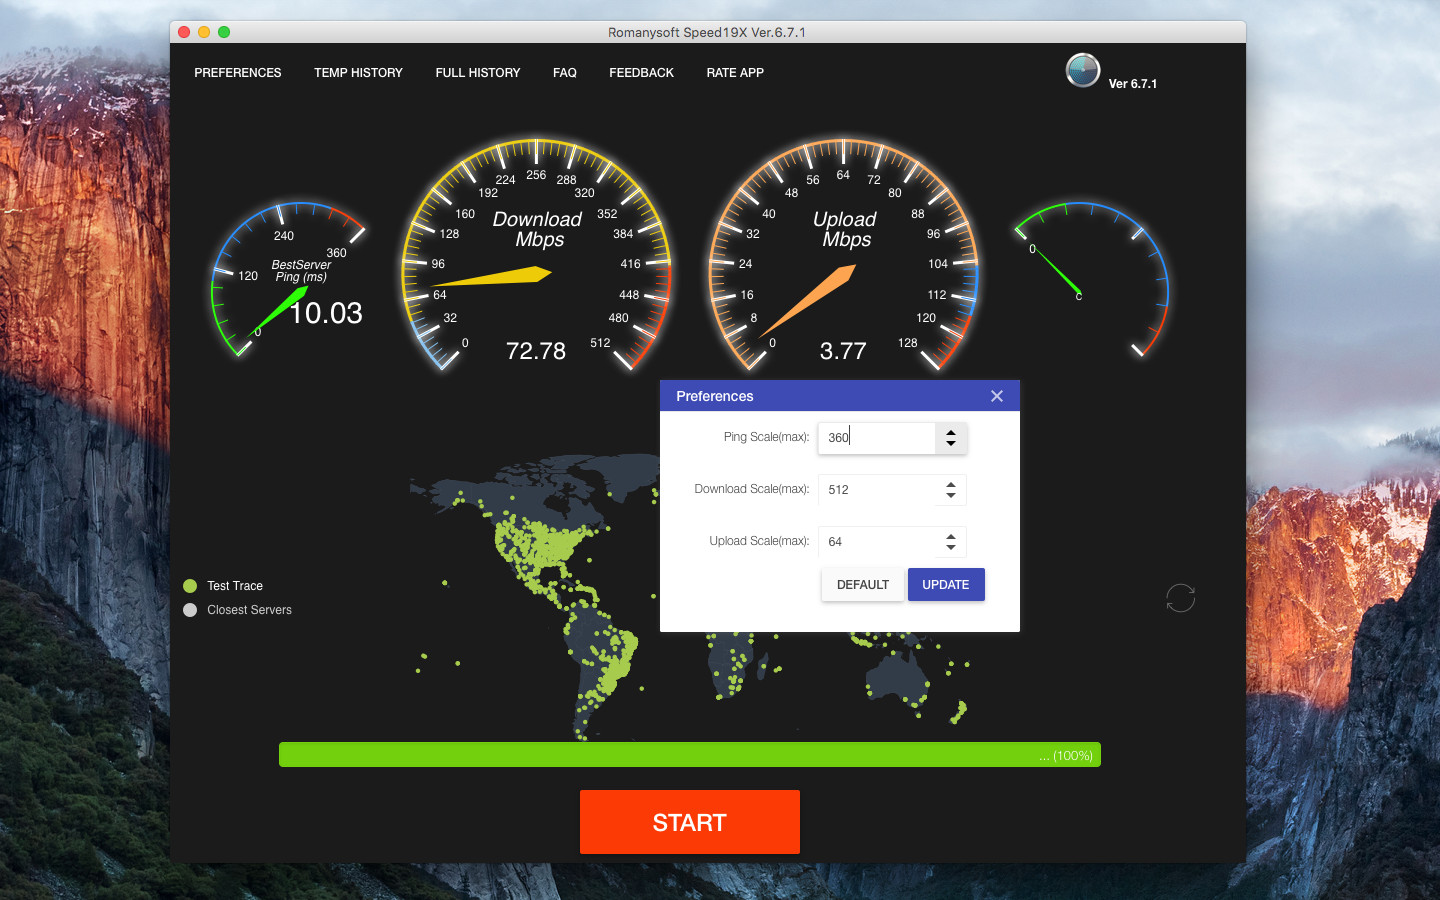 Romanysoft Speed19X Ver.6.7.1
PREFERENCES TEMP HISTORY FULL HISTORY FAQ FEEDBACK RATE APP
Ver 6.7.1
0
120
240
360
BestServer
Ping (ms)
10.03
0
32
64
96
128
160
192
224
256
288
320
352
384
416
448
480
512
Download
Mbps
72.78
0
8
16
24
32
40
48
56
64
72
80
88
96
104
112
120
128
Upload
Mbps
3.77
0
C
Preferences
Ping Scale(max): 360
Download Scale(max): 512
Upload Scale(max): 64
DEFAULT UPDATE
Test Trace
Closest Servers
... (100%)
START